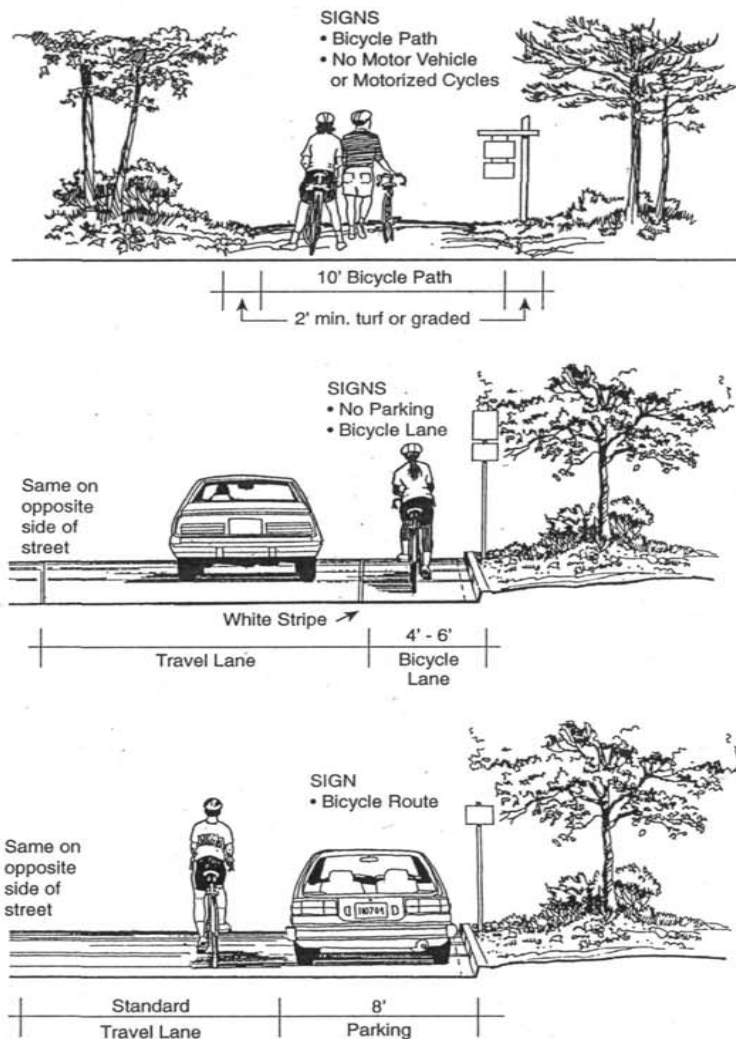 SIGNS
• Bicycle Path
• No Motor Vehicle
or Motorized Cycles
10' Bicycle Path
2' min. turf or graded
SIGNS
• No Parking
• Bicycle Lane
Same on
opposite
side of
street
White Stripe
4' - 6'
Travel Lane
Bicycle
Lane
SIGN
• Bicycle Route
Same on
opposite
side of
street
Standard
8'
Travel Lane
Parking